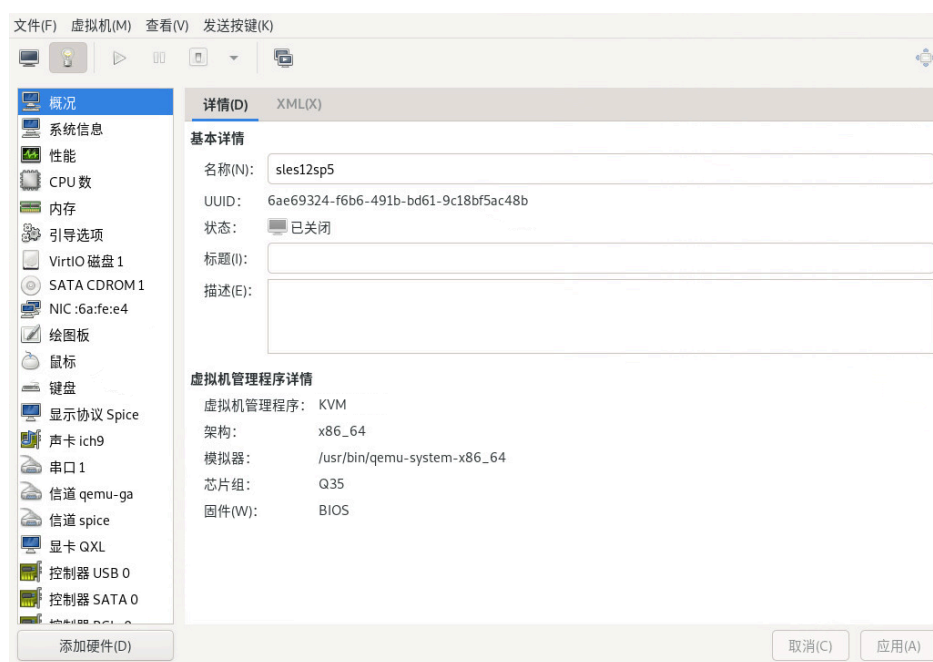 文件(F) 虚拟机(M) 查看(V) 发送按键(K)
概况
系统信息
性能
CPU 数
内存
引导选项
VirtIO 磁盘 1
SATA CDROM 1
NIC :6a:fe:e4
绘图板
鼠标
键盘
显示协议 Spice
声卡 ich9
串口 1
信道 qemu-ga
信道 spice
显卡 QXL
控制器 USB 0
控制器 SATA 0
添加硬件(D)
详情(D) XML(X)
基本详情
名称(N): sles12sp5
UUID: 6ae69324-f6b6-491b-bd61-9c18bf5ac48b
状态: 已关闭
标题(I):
描述(E):
虚拟机管理程序详情
虚拟机管理程序: KVM
架构: x86_64
模拟器: /usr/bin/qemu-system-x86_64
芯片组: Q35
固件(W): BIOS
取消(C) 应用(A)